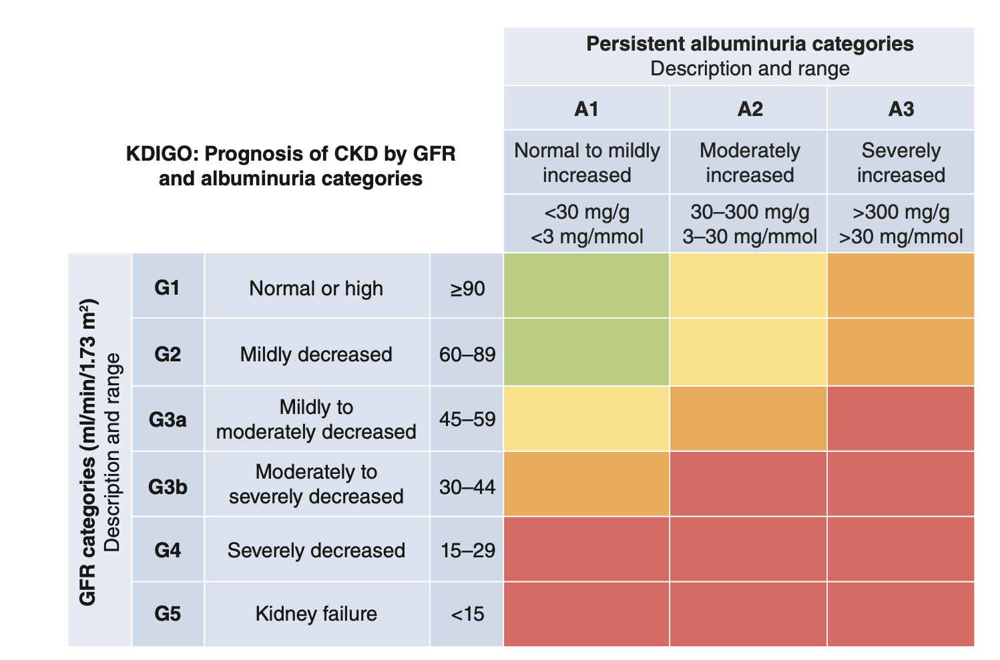 Persistent albuminuria categories
Description and range
A1
A2
A3
KDIGO: Prognosis of CKD by GFR
and albuminuria categories
Normal to mildly
increased
Moderately
increased
Severely
increased
<30 mg/g
<3 mg/mmol
30–300 mg/g
3–30 mg/mmol
>300 mg/g
>30 mg/mmol
GFR categories (ml/min/1.73 m²)
Description and range
G1
Normal or high
≥90
G2
Mildly decreased
60–89
G3a
Mildly to
moderately decreased
45–59
G3b
Moderately to
severely decreased
30–44
G4
Severely decreased
15–29
G5
Kidney failure
<15